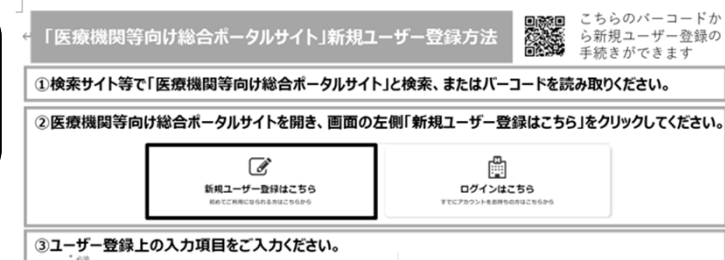 「医療機関等向け総合ポータルサイト」新規ユーザー登録方法
こちらのバーコードか
ら新規ユーザー登録の
手続きができます
①検索サイト等で「医療機関等向け総合ポータルサイト」と検索、またはバーコードを読み取りください。
②医療機関等向け総合ポータルサイトを開き、画面の左側「新規ユーザー登録はこちら」をクリックしてください。
新規ユーザー登録はこちら
初めてご利用になられる方はこちらから
ログインはこちら
すでにアカウントをお持ちの方はこちらから
③ユーザー登録上の入力項目をご入力ください。